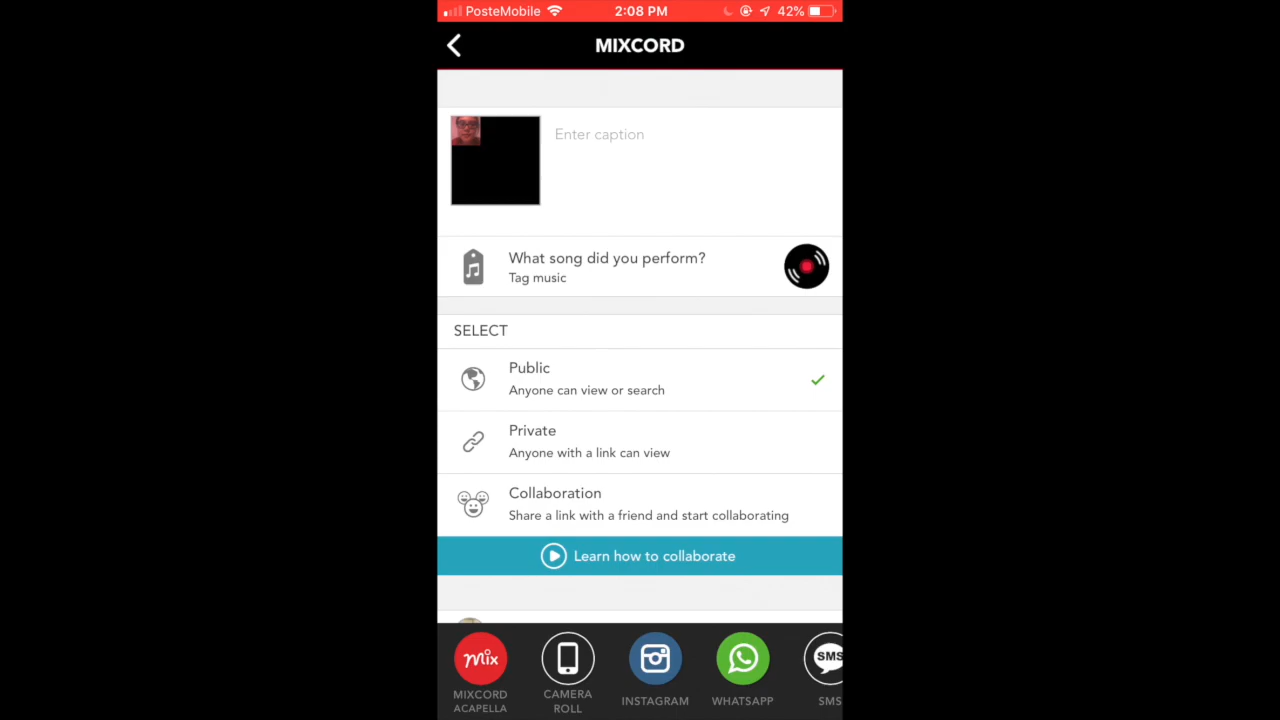 PosteMobile 2:08 PM 42%
MIXCORD
Enter caption
What song did you perform?
Tag music
SELECT
Public
Anyone can view or search
Private
Anyone with a link can view
Collaboration
Share a link with a friend and start collaborating
Learn how to collaborate
mix
SMS
MIXCORD
ACAPELLA
CAMERA
ROLL
INSTAGRAM
WHATSAPP
SMS